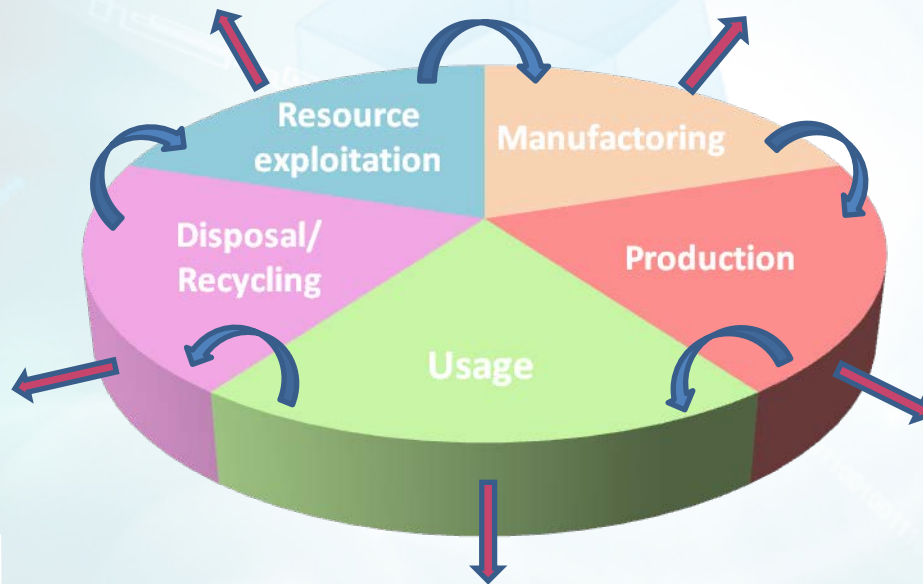 Resource
exploitation
Manufactoring
Production
Usage
Disposal/
Recycling